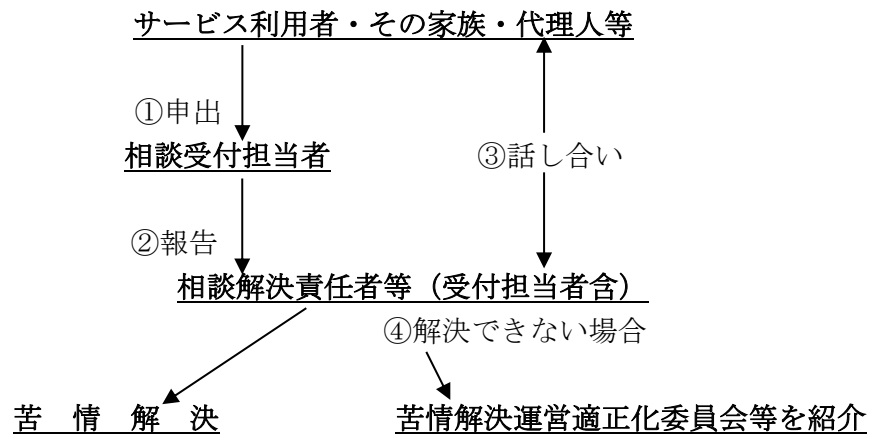 サービス利用者・その家族・代理人等
①申出
相談受付担当者
③話し合い
②報告
相談解決責任者等（受付担当者含）
④解決できない場合
苦　情　解　決
苦情解決運営適正化委員会等を紹介